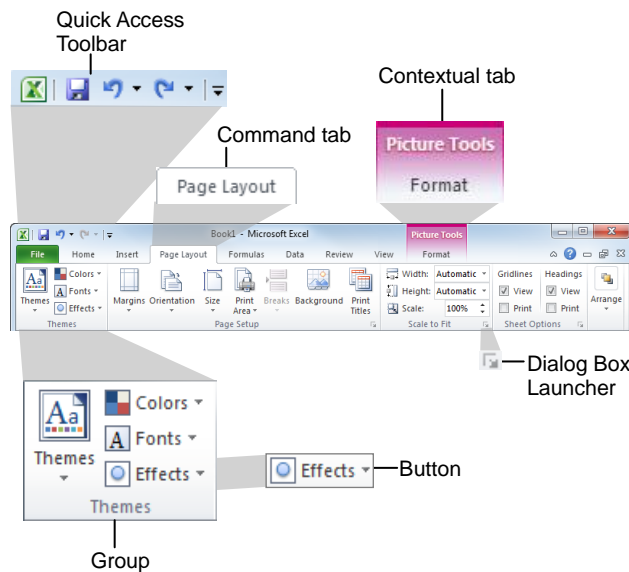 Quick Access
Toolbar
Contextual tab
Command tab
Picture Tools
Format
Page Layout
Book1 - Microsoft Excel
Picture Tools
File Home Insert Page Layout Formulas Data Review View Format
Themes
Colors
Fonts
Effects
Themes
Margins Orientation Size Print
Area Breaks Background Print
Titles
Page Setup
Width: Automatic
Height: Automatic
Scale: 100%
Scale to Fit
Gridlines Headings
View View
Print Print
Sheet Options
Arrange
Dialog Box
Launcher
Aa
Themes
Colors
A Fonts
Effects
Themes
Effects
Button
Group